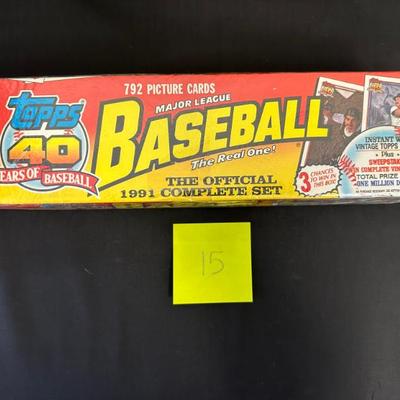 792 PICTURE CARDS
MAJOR LEAGUE
BASEBALL
The Real One!
THE OFFICIAL
1991 COMPLETE SET
Topps
40
YEARS OF BASEBALL
3 CHANCES
TO WIN IN
THIS BOX!
INSTANT W
VINTAGE TOPPS
Plus
SWEEPSTAK
IN COMPLETE VIN
TOTAL PRIZE
ONE MILLION D
15